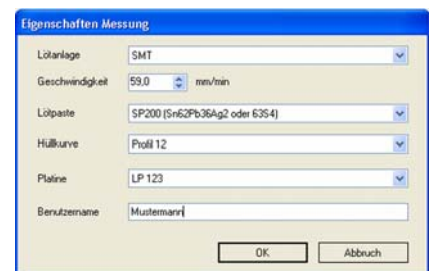 Eigenschaften Messung
Lötanlage SMT
Geschwindigkeit 59,0 mm/min
Lötpaste SP200 (Sn62Pb36Ag2 oder 63S4)
Hüllkurve Profil 12
Platine LP 123
Benutzername Mustermann
OK Abbruch